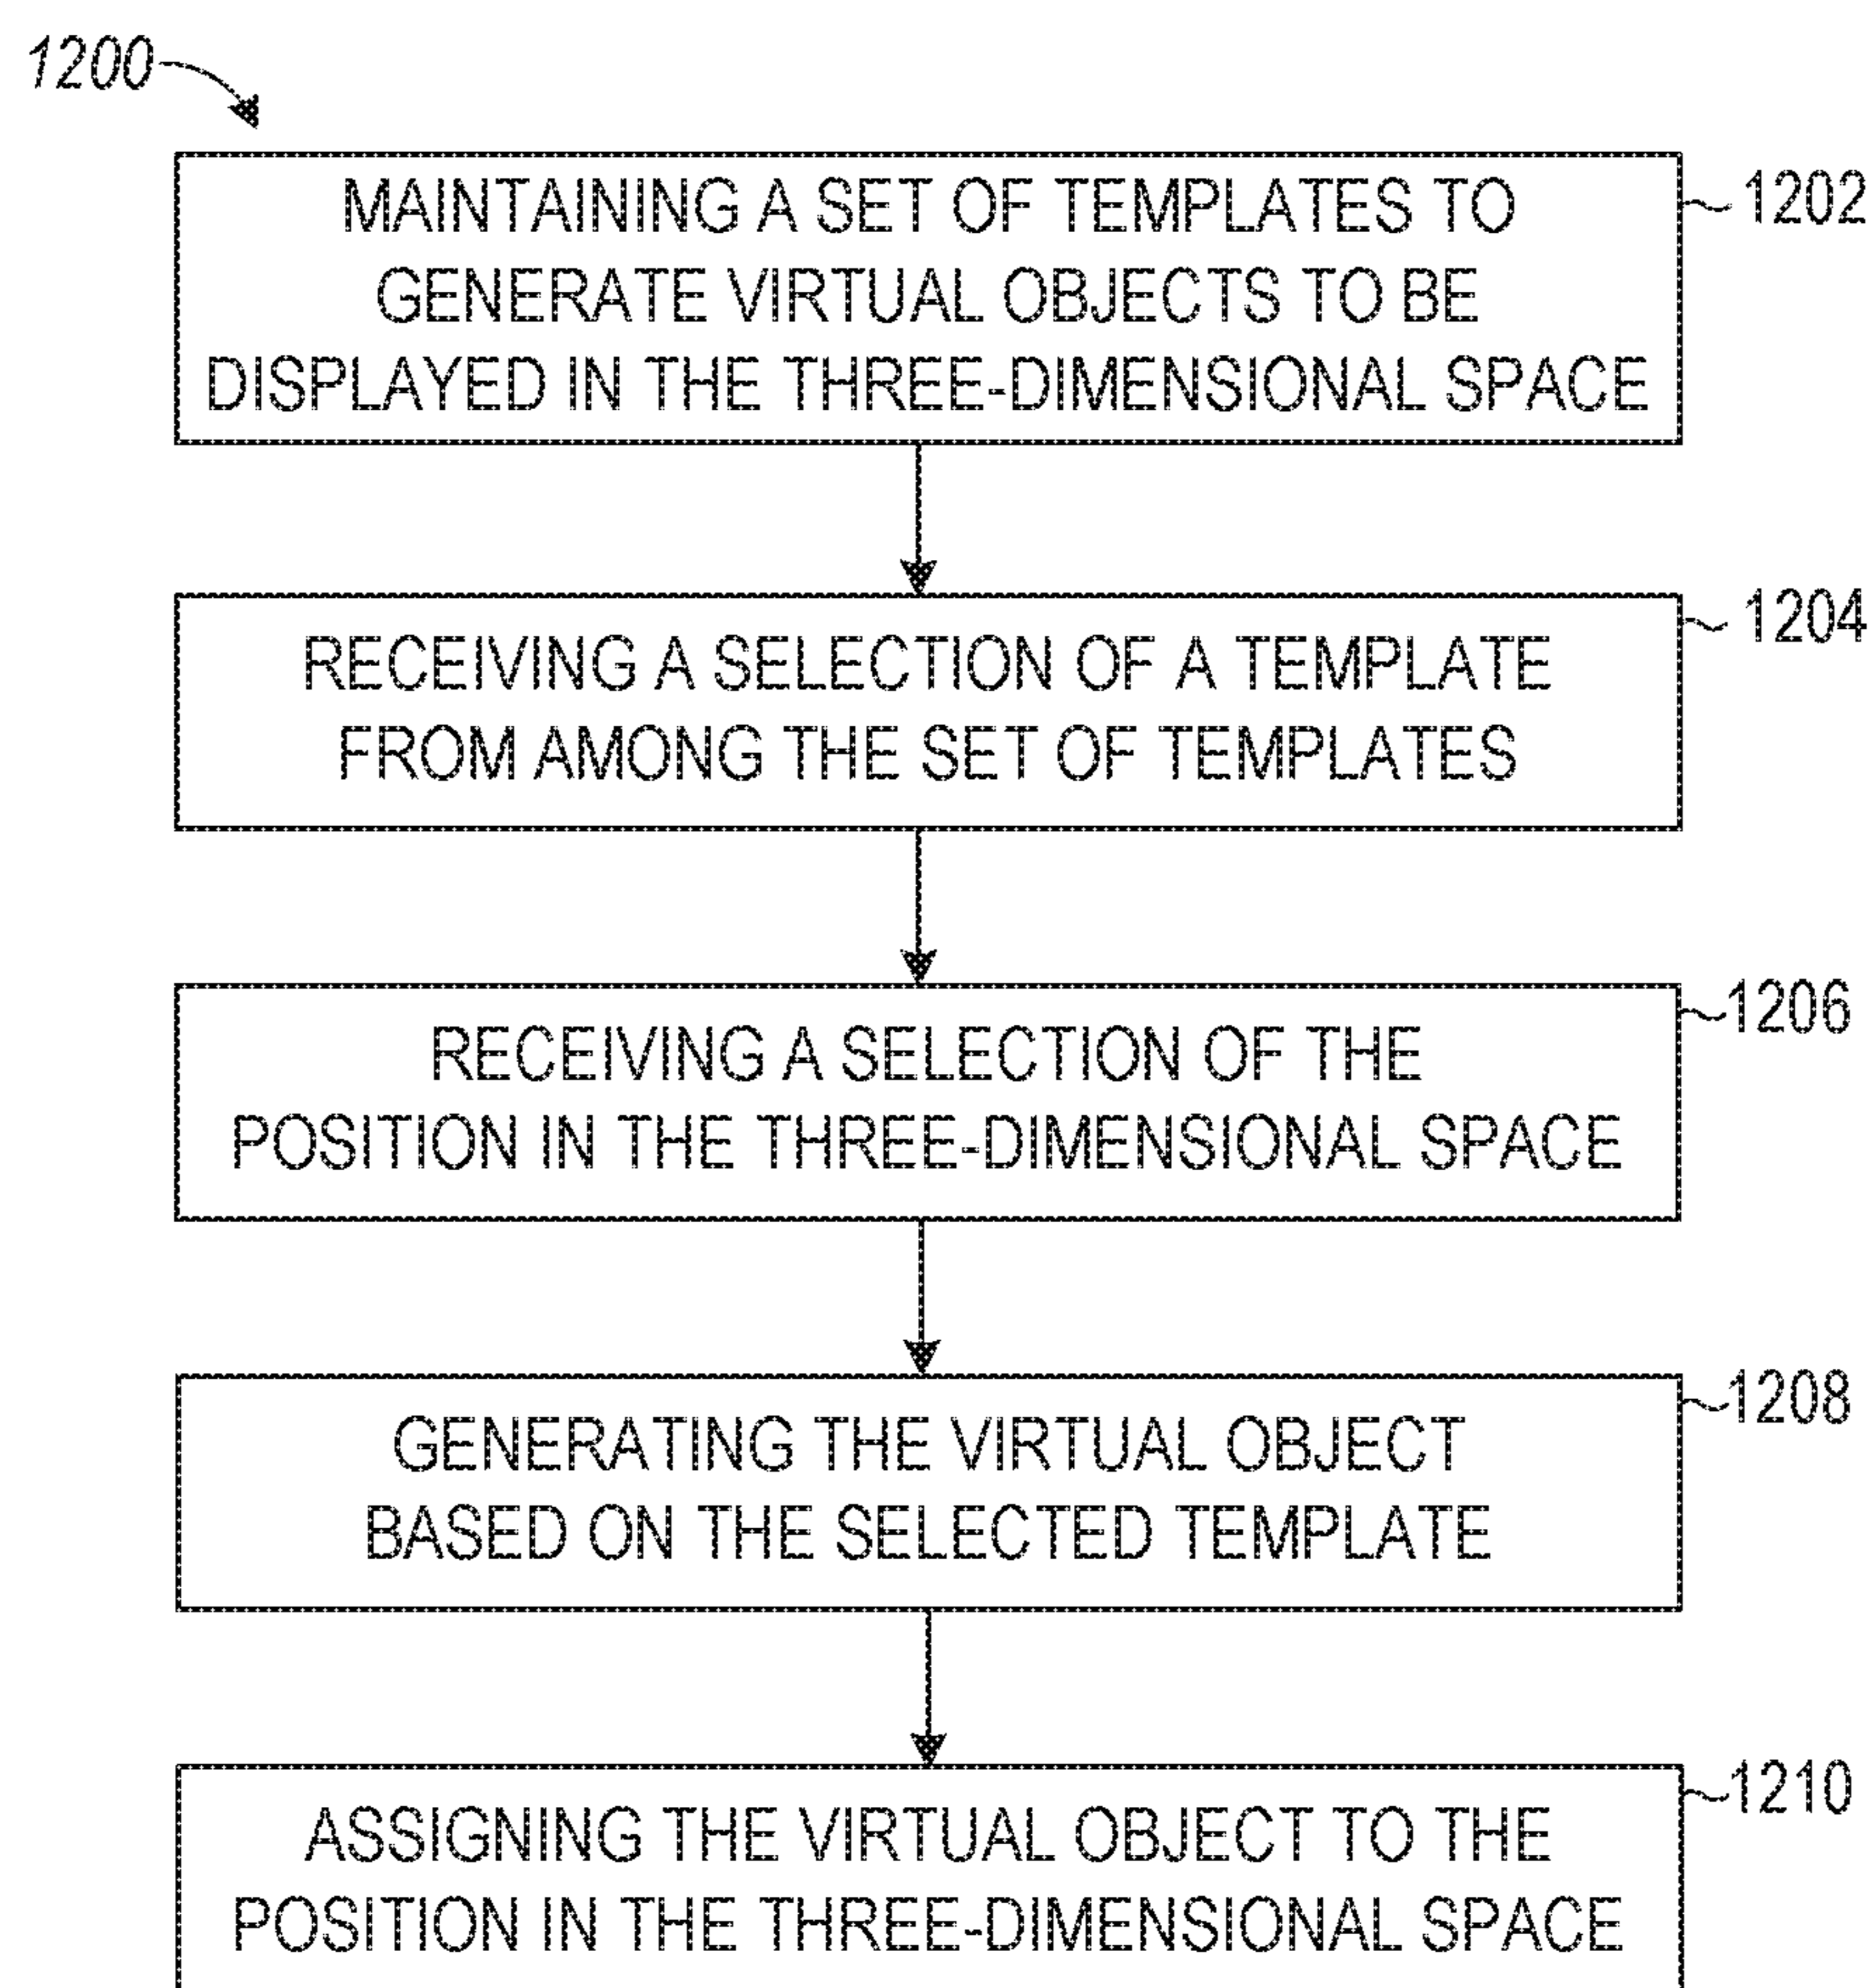 1200
MAINTAINING A SET OF TEMPLATES TO
GENERATE VIRTUAL OBJECTS TO BE
DISPLAYED IN THE THREE-DIMENSIONAL SPACE
1202
RECEIVING A SELECTION OF A TEMPLATE
FROM AMONG THE SET OF TEMPLATES
1204
RECEIVING A SELECTION OF THE
POSITION IN THE THREE-DIMENSIONAL SPACE
1206
GENERATING THE VIRTUAL OBJECT
BASED ON THE SELECTED TEMPLATE
1208
ASSIGNING THE VIRTUAL OBJECT TO THE
POSITION IN THE THREE-DIMENSIONAL SPACE
1210